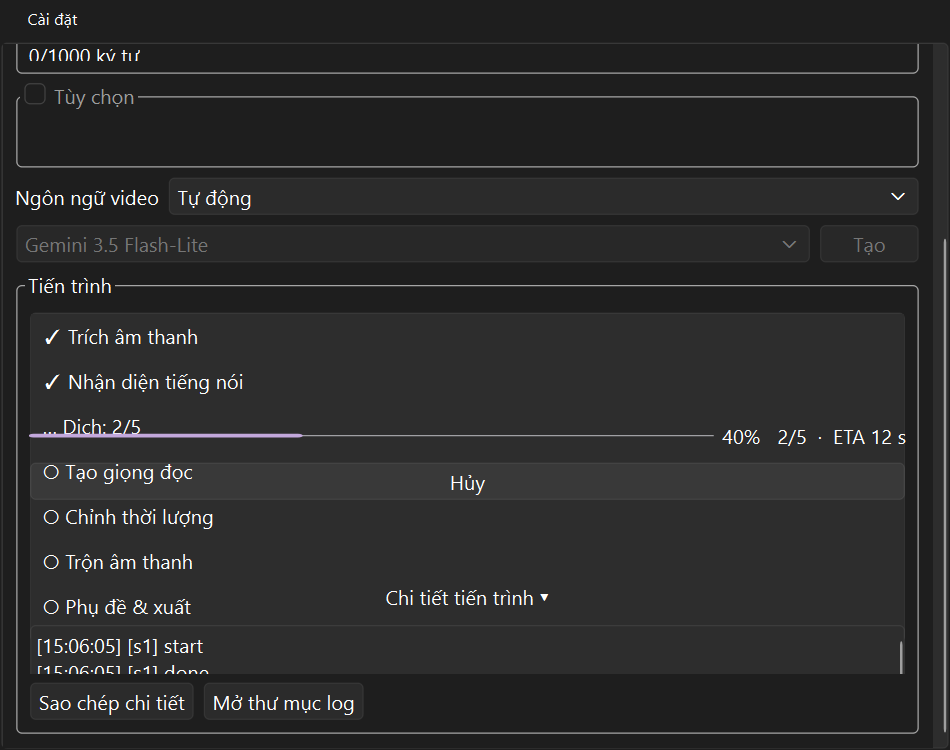 Cài đặt
0/1000 ký tự
Tùy chọn
Ngôn ngữ video Tự động
Gemini 3.5 Flash-Lite Tạo
Tiến trình
✓ Trích âm thanh
✓ Nhận diện tiếng nói
... Dịch: 2/5
40% 2/5 · ETA 12 s
○ Tạo giọng đọc
Hủy
○ Chỉnh thời lượng
○ Trộn âm thanh
Chi tiết tiến trình ▾
○ Phụ đề & xuất
[15:06:05] [s1] start
[15:06:05] [s1] done
Sao chép chi tiết Mở thư mục log